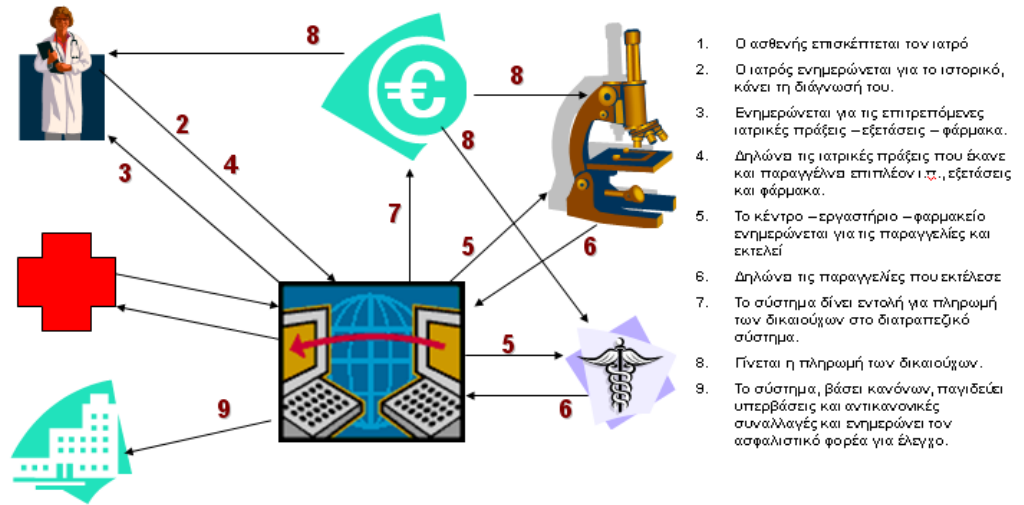 8
8
8
2
4
3
7
5
6
5
6
9
1. Ο ασθενής επισκέπτεται τον ιατρό
2. Ο ιατρός ενημερώνεται για το ιστορικό,
κάνει τη διάγνωσή του.
3. Ενημερώνεται για τις επιτρεπόμενες
ιατρικές πράξεις – εξετάσεις – φάρμακα.
4. Δηλώνει τις ιατρικές πράξεις που έκανε
και παραγγέλνει επιπλέον ι.π., εξετάσεις
και φάρμακα.
5. Το κέντρο – εργαστήριο – φαρμακείο
ενημερώνεται για τις παραγγελίες και
εκτελεί
6. Δηλώνει τις παραγγελίες που εκτέλεσε
7. Το σύστημα δίνει εντολή για πληρωμή
των δικαιούχων στο διατραπεζικό
σύστημα.
8. Γίνεται η πληρωμή των δικαιούχων.
9. Το σύστημα, βάσει κανόνων, παγιδεύει
υπερβάσεις και αντικανονικές
συναλλαγές και ενημερώνει τον
ασφαλιστικό φορέα για έλεγχο.